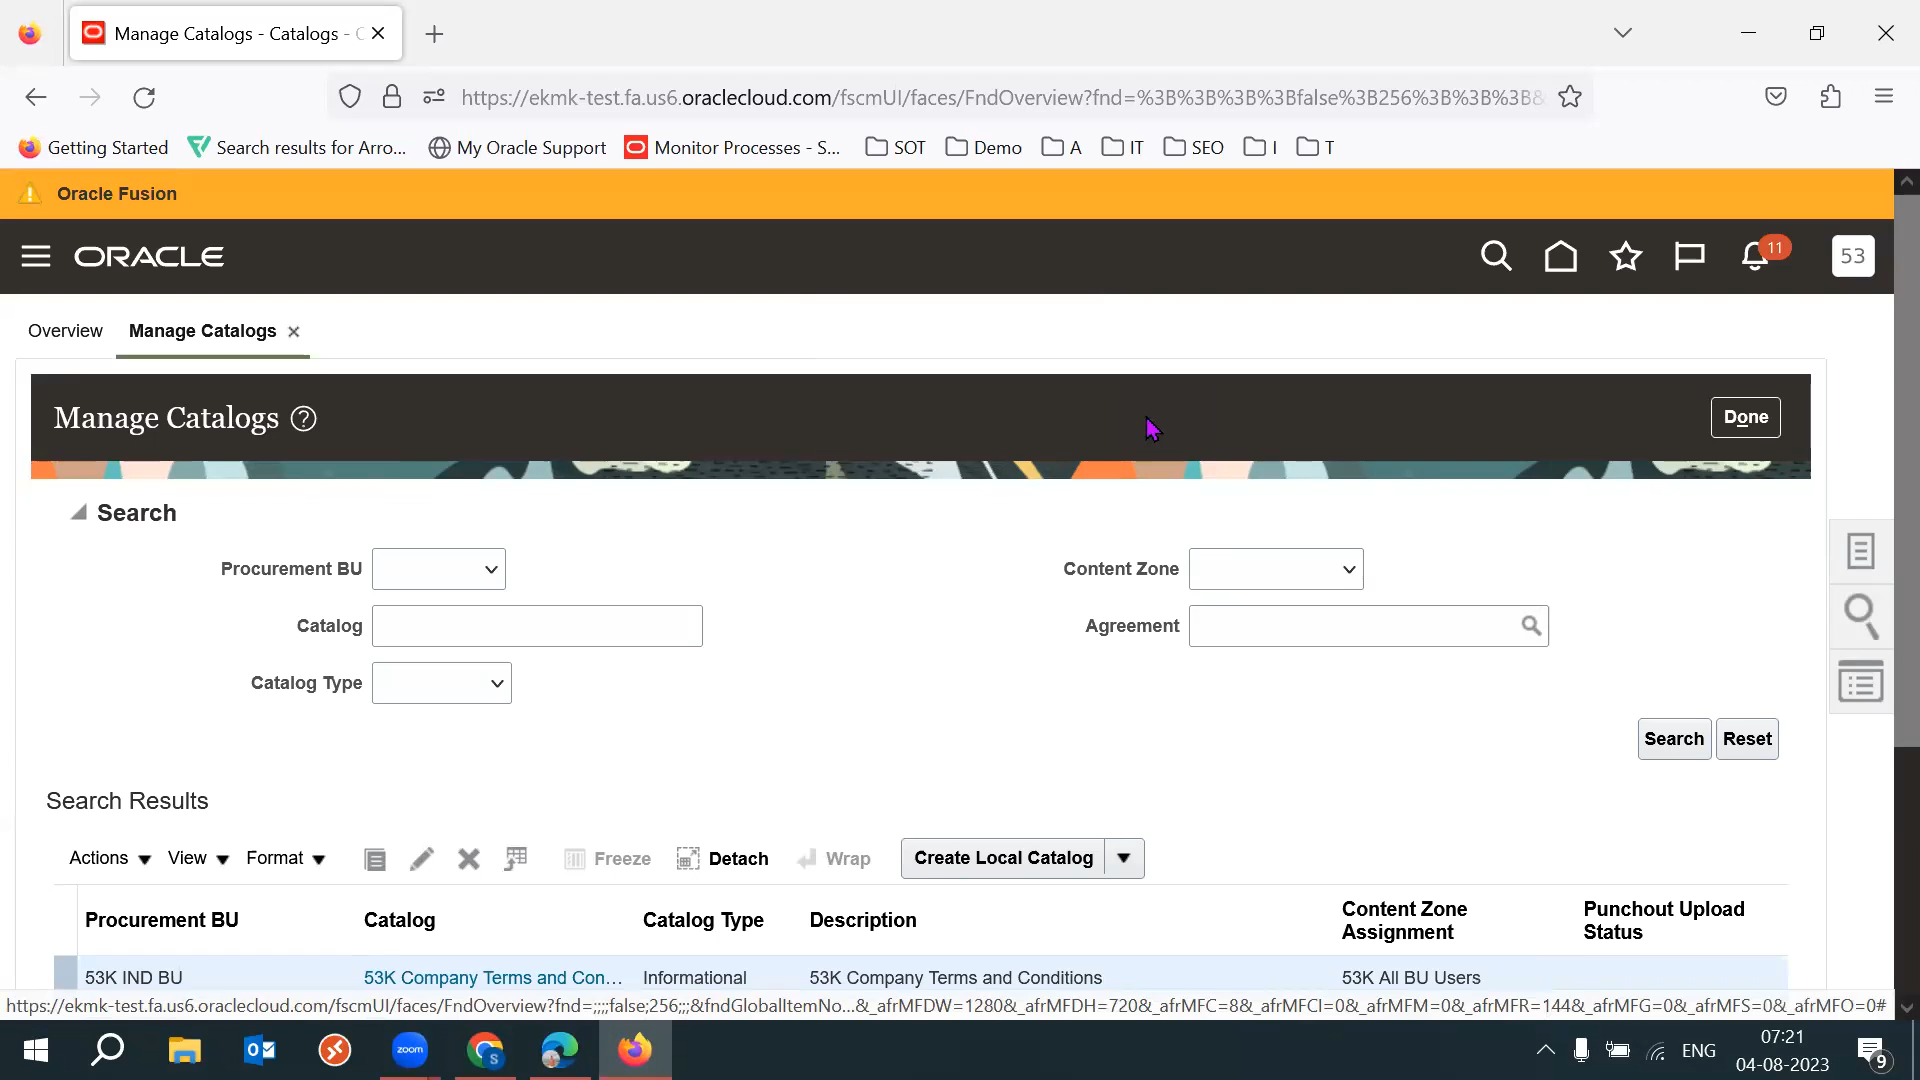 Manage Catalogs - Catalogs - C
https://ekmk-test.fa.us6.oraclecloud.com/fscmUI/faces/FndOverview?fnd=%3B%3B%3B%3Bfalse%3B256%3B%3B%3B&
Getting Started Search results for Arro... My Oracle Support Monitor Processes - S... SOT Demo A IT SEO I T
Oracle Fusion
ORACLE 11 53
Overview Manage Catalogs
Manage Catalogs Done
Search
Procurement BU Content Zone
Catalog Agreement
Catalog Type
Search Reset
Search Results
Actions View Format Freeze Detach Wrap Create Local Catalog
Procurement BU Catalog Catalog Type Description Content Zone Assignment Punchout Upload Status
53K IND BU 53K Company Terms and Con... Informational 53K Company Terms and Conditions 53K All BU Users
https://ekmk-test.fa.us6.oraclecloud.com/fscmUI/faces/FndOverview?fnd=;;;;false;256;;;&fndGlobalItemNo...&_afrMFDW=1280&_afrMFDH=720&_afrMFC=8&_afrMFCI=0&_afrMFM=0&_afrMFR=144&_afrMFG=0&_afrMFS=0&_afrMFO=0#
zoom S ENG 07:21
04-08-2023 9